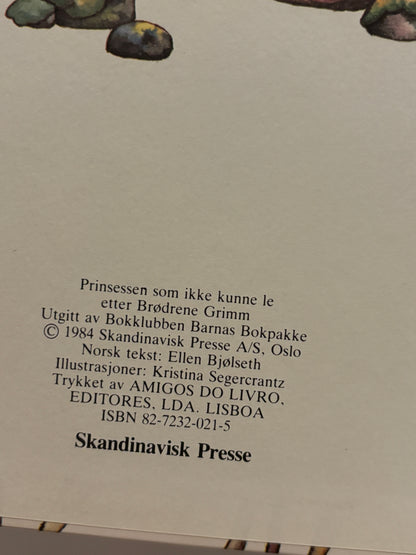 Prinsessen som ikke kunne le
etter Brødrene Grimm
Utgitt av Bokklubben Barnas Bokpakke
© 1984 Skandinavisk Presse A/S, Oslo
Norsk tekst: Ellen Bjølseth
Illustrasjoner: Kristina Segercrantz
Trykket av AMIGOS DO LIVRO,
EDITORES, LDA. LISBOA
ISBN 82-7232-021-5
Skandinavisk Presse